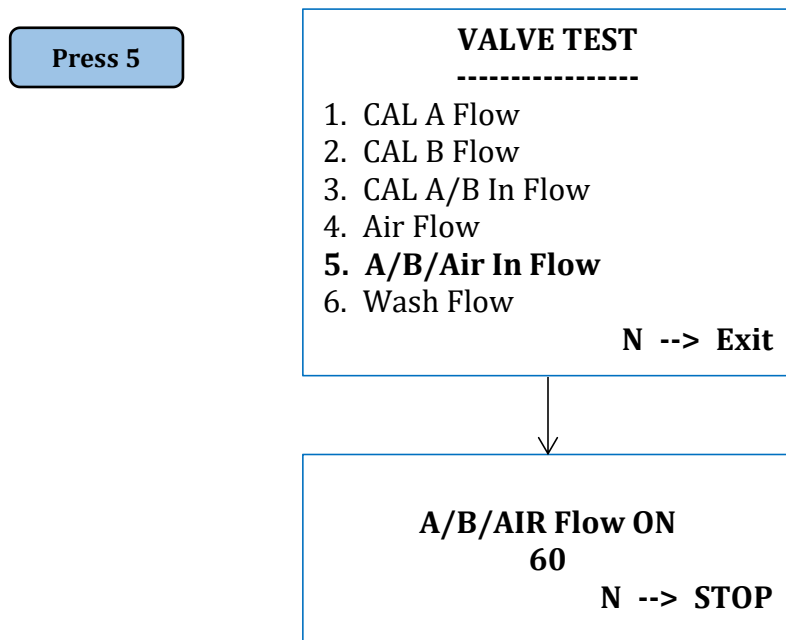 Press 5
VALVE TEST
-----------------
1. CAL A Flow
2. CAL B Flow
3. CAL A/B In Flow
4. Air Flow
5. A/B/Air In Flow
6. Wash Flow
N --> Exit
A/B/AIR Flow ON
60
N --> STOP